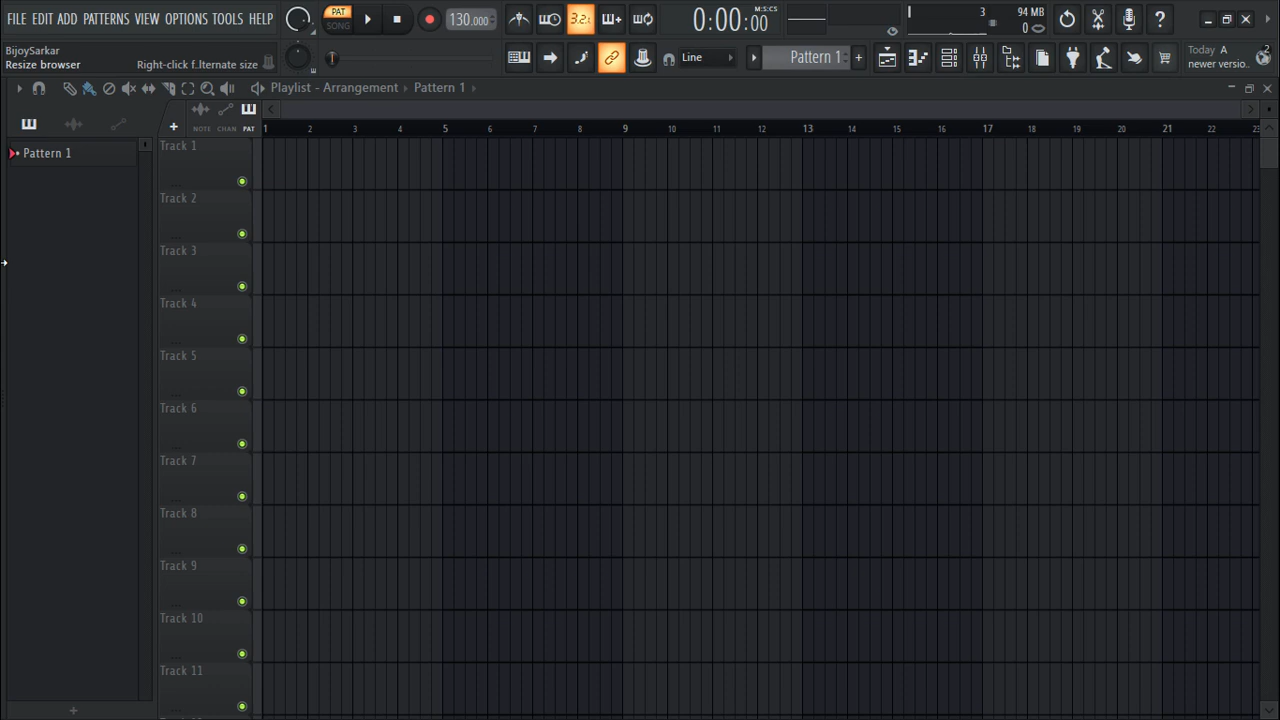 FILE EDIT ADD PATTERNS VIEW OPTIONS TOOLS HELP
PAT
SONG
130.000
3.2.
0:00:00
M:S:CS
3
94 MB
0
BijoySarkar
Resize browser
Right-click f..lternate size
Line
Pattern 1
+
Today A
newer versio..
2
Playlist - Arrangement › Pattern 1 ›
NOTE CHAN PAT
+
1 2 3 4 5 6 7 8 9 10 11 12 13 14 15 16 17 18 19 20 21 22 23
Pattern 1
Track 1
Track 2
Track 3
Track 4
Track 5
Track 6
Track 7
Track 8
Track 9
Track 10
Track 11
+